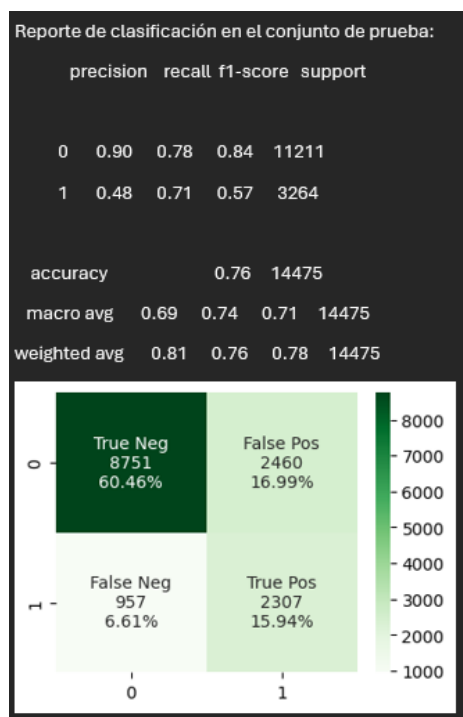 Reporte de clasificación en el conjunto de prueba:
precision recall f1-score support
0 0.90 0.78 0.84 11211
1 0.48 0.71 0.57 3264
accuracy 0.76 14475
macro avg 0.69 0.74 0.71 14475
weighted avg 0.81 0.76 0.78 14475
True Neg
8751
60.46%
False Pos
2460
16.99%
False Neg
957
6.61%
True Pos
2307
15.94%
0
1
0
1
8000
7000
6000
5000
4000
3000
2000
1000